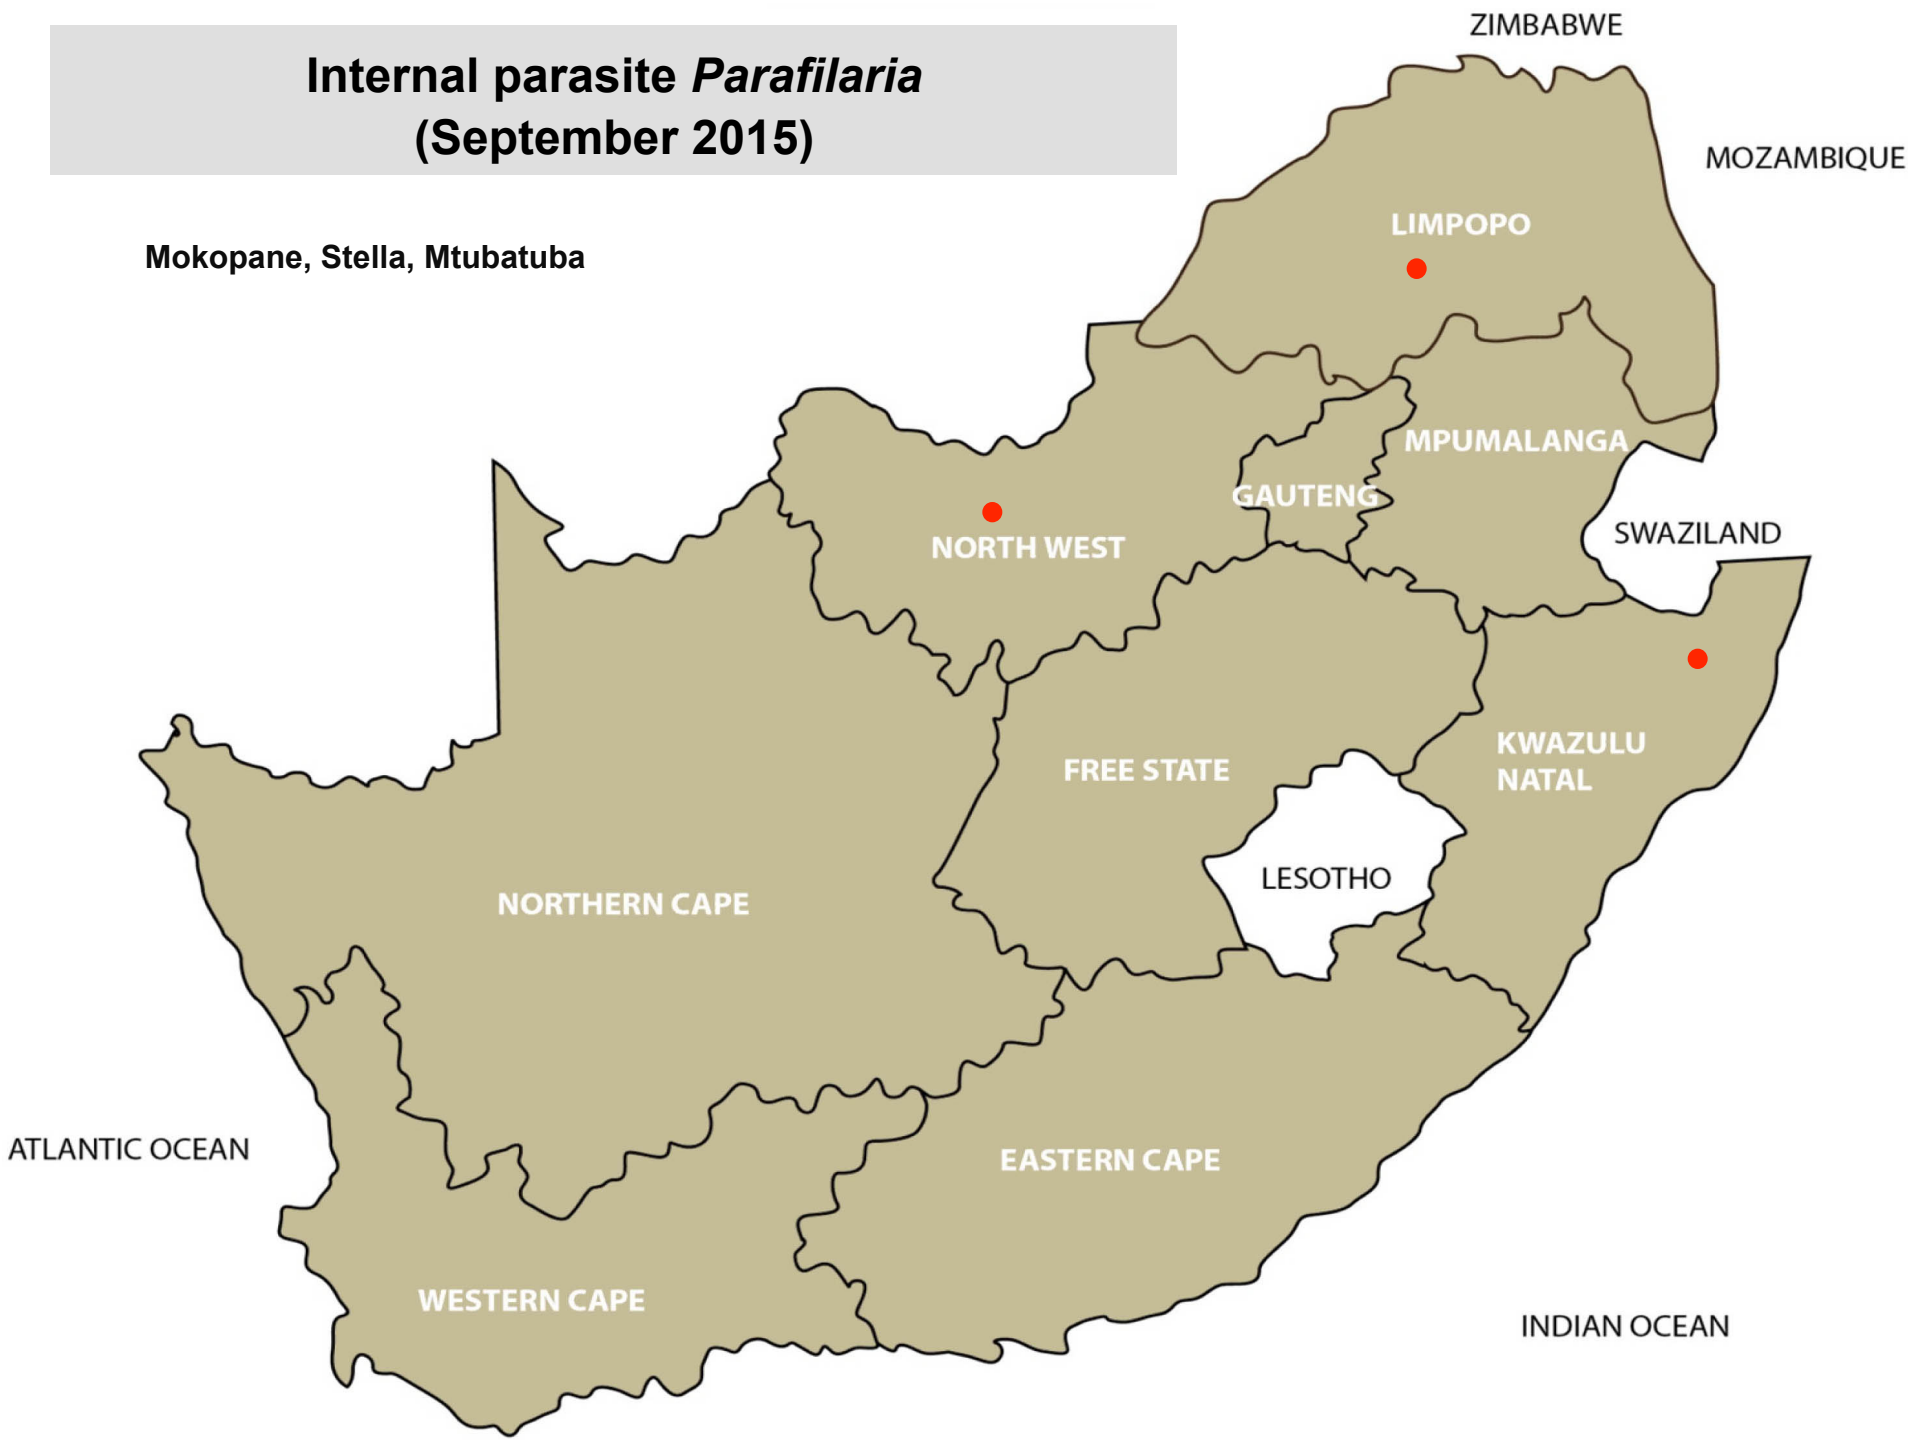 ZIMBABWE
Internal parasite Parafilaria
(September 2015)
MOZAMBIQUE
LIMPOPO
Mokopane, Stella, Mtubatuba
MPUMALANGA
GAUTENG
SWAZILAND
NORTH WEST
KWAZULU
NATAL
FREE STATE
LESOTHO
NORTHERN CAPE
ATLANTIC OCEAN
EASTERN CAPE
WESTERN CAPE
INDIAN OCEAN